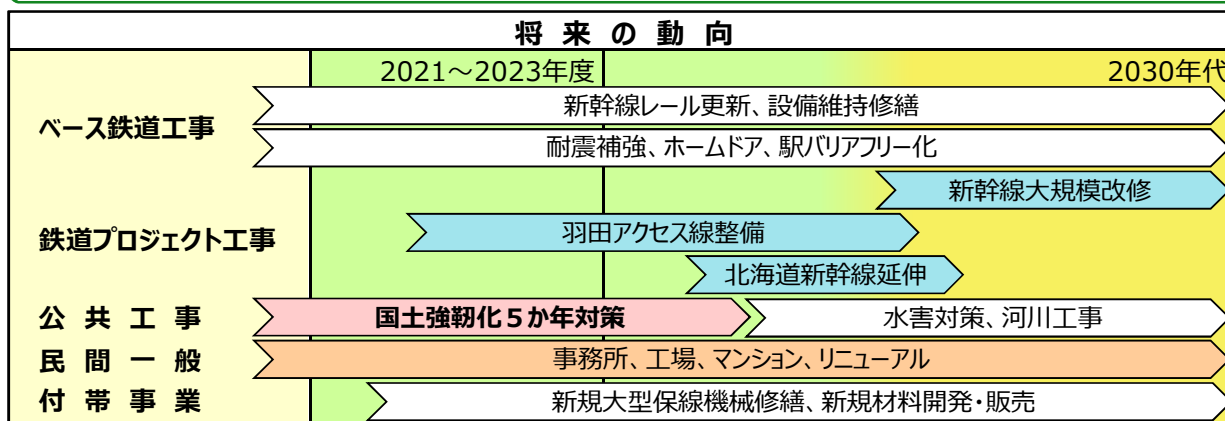 将来の動向
2021～2023年度 2030年代
ベース鉄道工事
新幹線レール更新、設備維持修繕
耐震補強、ホームドア、駅バリアフリー化
新幹線大規模改修
鉄道プロジェクト工事
羽田アクセス線整備
北海道新幹線延伸
公共工事 国土強靭化５か年対策 水害対策、河川工事
民間一般 事務所、工場、マンション、リニューアル
付帯事業 新規大型保線機械修繕、新規材料開発・販売